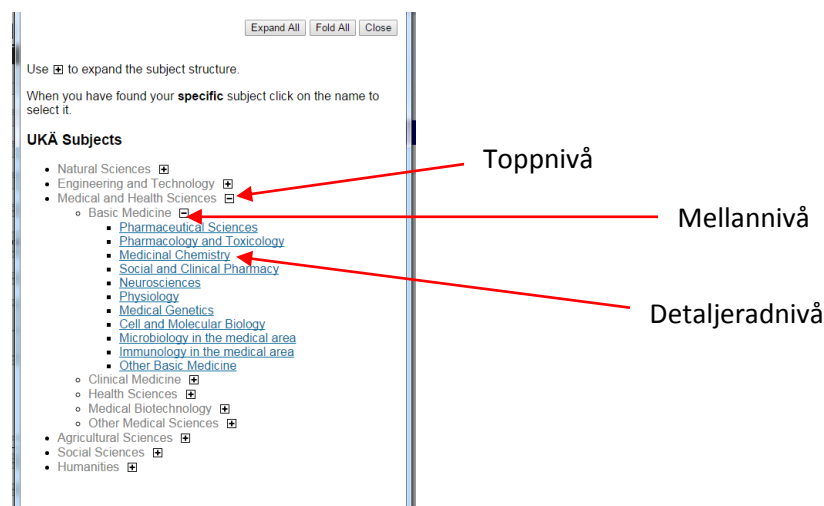 Expand All Fold All Close
Use + to expand the subject structure.
When you have found your specific subject click on the name to
select it.
UKÄ Subjects
Natural Sciences +
Engineering and Technology +
Medical and Health Sciences -
Basic Medicine -
Pharmaceutical Sciences
Pharmacology and Toxicology
Medicinal Chemistry
Social and Clinical Pharmacy
Neurosciences
Physiology
Medical Genetics
Cell and Molecular Biology
Microbiology in the medical area
Immunology in the medical area
Other Basic Medicine
Clinical Medicine +
Health Sciences +
Medical Biotechnology +
Other Medical Sciences +
Agricultural Sciences +
Social Sciences +
Humanities +
Toppnivå
Mellannivå
Detaljeradnivå